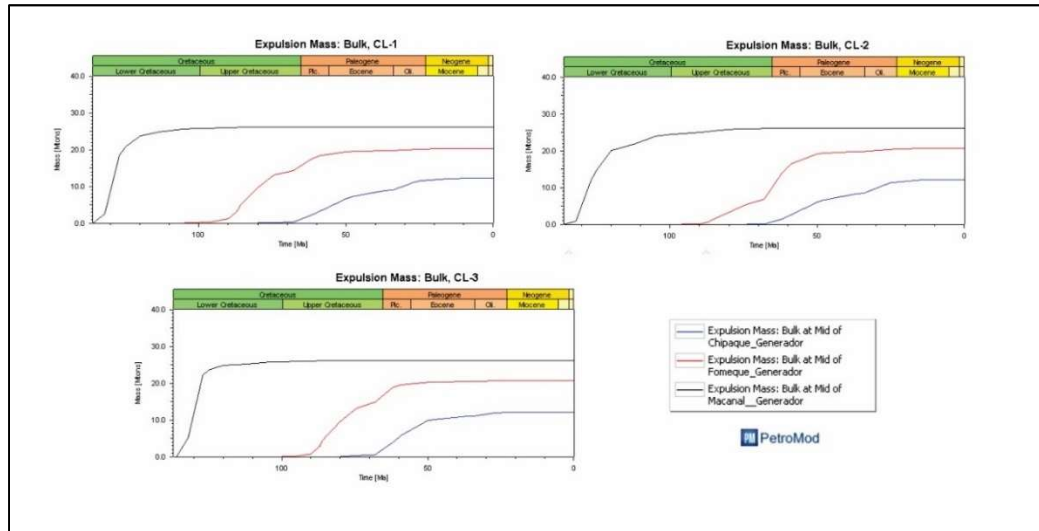 Expulsion Mass: Bulk, CL-1
Cretaceous Paleogene Neogene
Lower Cretaceous Upper Cretaceous Plc. Eocene Oli. Miocene
40.0
30.0
20.0
10.0
0.0
Mass [Mtons]
100 50 0
Time [Ma]
Expulsion Mass: Bulk, CL-2
Cretaceous Paleogene Neogene
Lower Cretaceous Upper Cretaceous Plc. Eocene Oli. Miocene
40.0
30.0
20.0
10.0
0.0
Mass [Mtons]
100 50 0
Time [Ma]
Expulsion Mass: Bulk, CL-3
Cretaceous Paleogene Neogene
Lower Cretaceous Upper Cretaceous Plc. Eocene Oli. Miocene
40.0
30.0
20.0
10.0
0.0
Mass [Mtons]
100 50 0
Time [Ma]
Expulsion Mass: Bulk at Mid of
Chipaque_Generador
Expulsion Mass: Bulk at Mid of
Fomeque_Generador
Expulsion Mass: Bulk at Mid of
Macanal__Generador
PM PetroMod